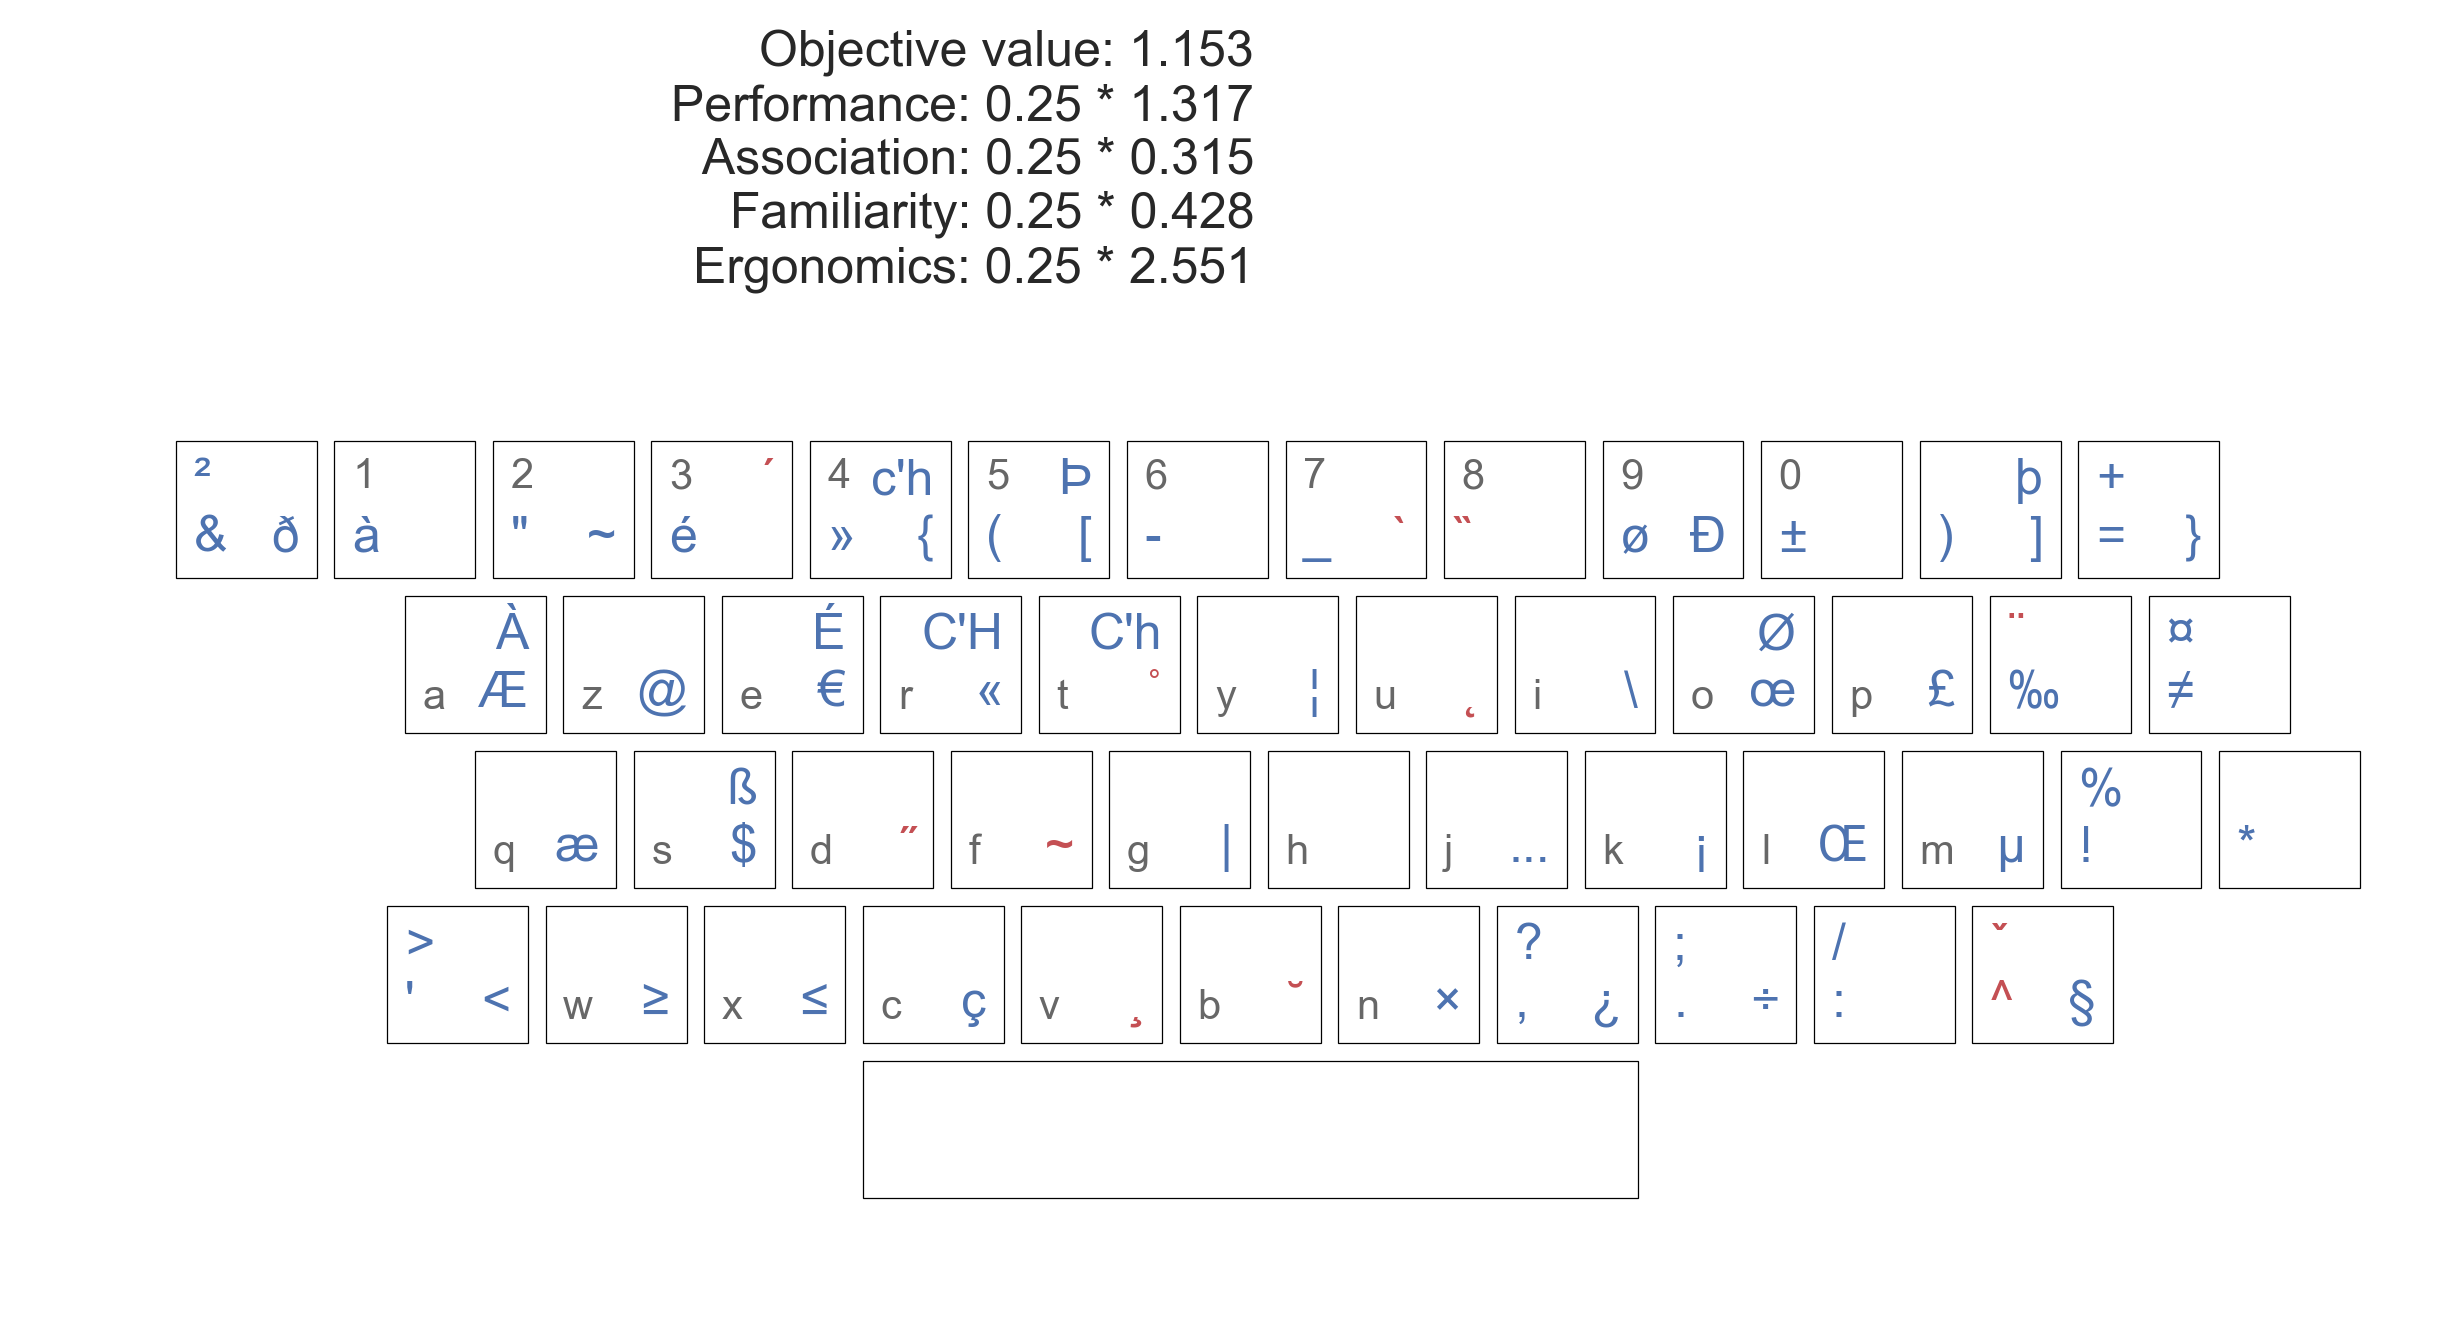 Objective value: 1.153
Performance: 0.25 * 1.317
Association: 0.25 * 0.315
Familiarity: 0.25 * 0.428
Ergonomics: 0.25 * 2.551
² 1 2 3 ´ 4 c'h 5 Þ 6 7 8 9 0 þ +
& ð à " ~ é » { ( [ - _ ` ‶ ø Đ ± ) ] = }
À É C'H C'h Ø ¨ ¤
a Æ z @ e € r « t ° y ¦ u ˛ i \ o œ p £ ‰ ≠
ß %
q æ s $ d ˝ f ~ g | h j ... k ¡ l Œ m µ ! *
> ? ; / ˇ
' < w ≥ x ≤ c ç v ¸ b ˘ n × , ¿ . ÷ : ^ §